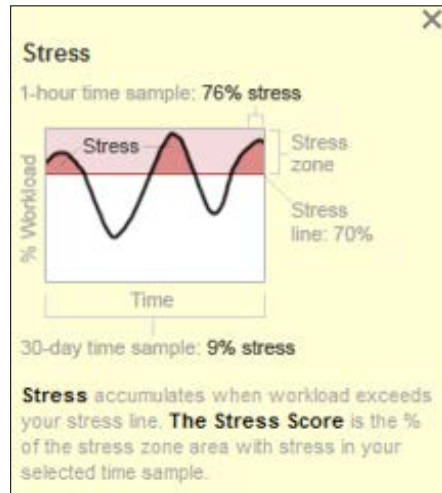 Stress
1-hour time sample: 76% stress
Stress
Stress
zone
% Workload
Stress
line: 70%
Time
30-day time sample: 9% stress
Stress accumulates when workload exceeds
your stress line. The Stress Score is the %
of the stress zone area with stress in your
selected time sample.